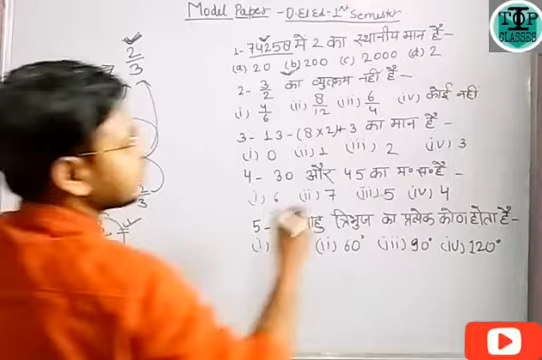 Model Paper - D.El.Ed - 1st Semester
TOP
CLASSES
1- 74258 मे 2 का स्थानीय मान है -
(a) 20 (b) 200 (c) 2000 (d) 2
2- 3/2 का व्युत्क्रम नहीं है -
(i) 4/6 (ii) 8/12 (iii) 6/4 (iv) कोई नहीं
3- 13-(8×2)+3 का मान है -
(i) 0 (ii) 1 (iii) 2 (iv) 3
4- 30 और 45 का म० स० है -
(i) 6 (ii) 7 (iii) 5 (iv) 4
5- त्रिभुज का प्रत्येक कोण होता है -
(i) (ii) 60° (iii) 90° (iv) 120°
2/3